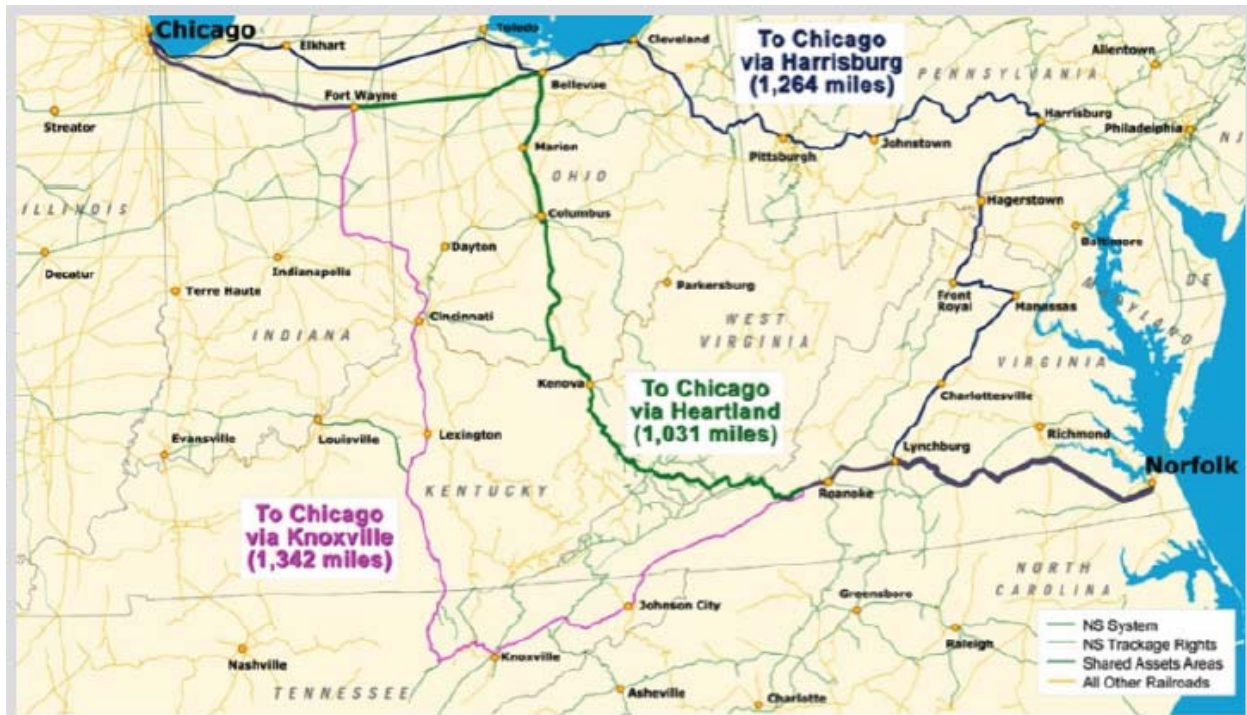 Chicago
Elkhart
Toledo
Cleveland
To Chicago
via Harrisburg
(1,264 miles)
PENNSYLVANIA
Allentown
Bellevue
Fort Wayne
Streator
Harrisburg
Philadelphia
NJ
Pittsburgh
Johnstown
Marion
OHIO
ILLINOIS
Columbus
Hagerstown
Baltimore
Dayton
Decatur
Indianapolis
Terre Haute
Parkersburg
Front
Royal
Manassas
MARYLAND
DE
Cincinnati
INDIANA
WEST
VIRGINIA
VIRGINIA
Kenova
To Chicago
via Heartland
(1,031 miles)
Charlottesville
Evansville
Louisville
Lexington
Richmond
Lynchburg
Norfolk
Roanoke
KENTUCKY
To Chicago
via Knoxville
(1,342 miles)
NORTH
CAROLINA
Johnson City
Greensboro
Raleigh
Nashville
Knoxville
TENNESSEE
Asheville
Charlotte
NS System
NS Trackage Rights
Shared Assets Areas
All Other Railroads